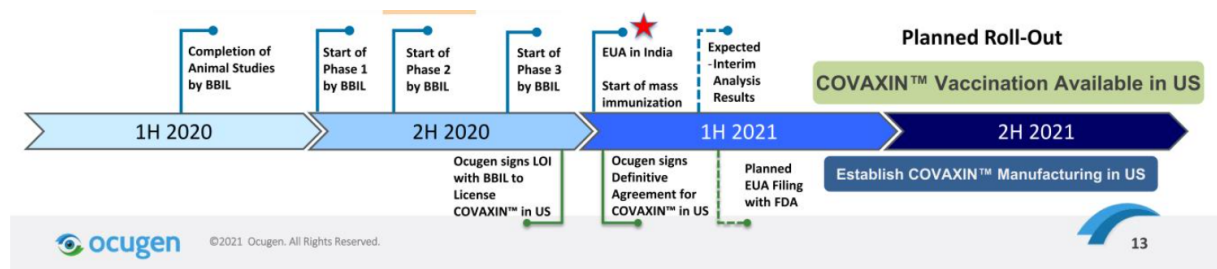 Completion of
Animal Studies
by BBIL
Start of
Phase 1
by BBIL
Start of
Phase 2
by BBIL
Start of
Phase 3
by BBIL
EUA in India
Start of mass
immunization
Expected
-Interim
Analysis
Results
Planned Roll-Out
COVAXIN™ Vaccination Available in US
1H 2020
2H 2020
1H 2021
2H 2021
Ocugen signs LOI
with BBIL to
License
COVAXIN™ in US
Ocugen signs
Definitive
Agreement for
COVAXIN™ in US
Planned
EUA Filing
with FDA
Establish COVAXIN™ Manufacturing in US
ocugen
©2021 Ocugen. All Rights Reserved.
13